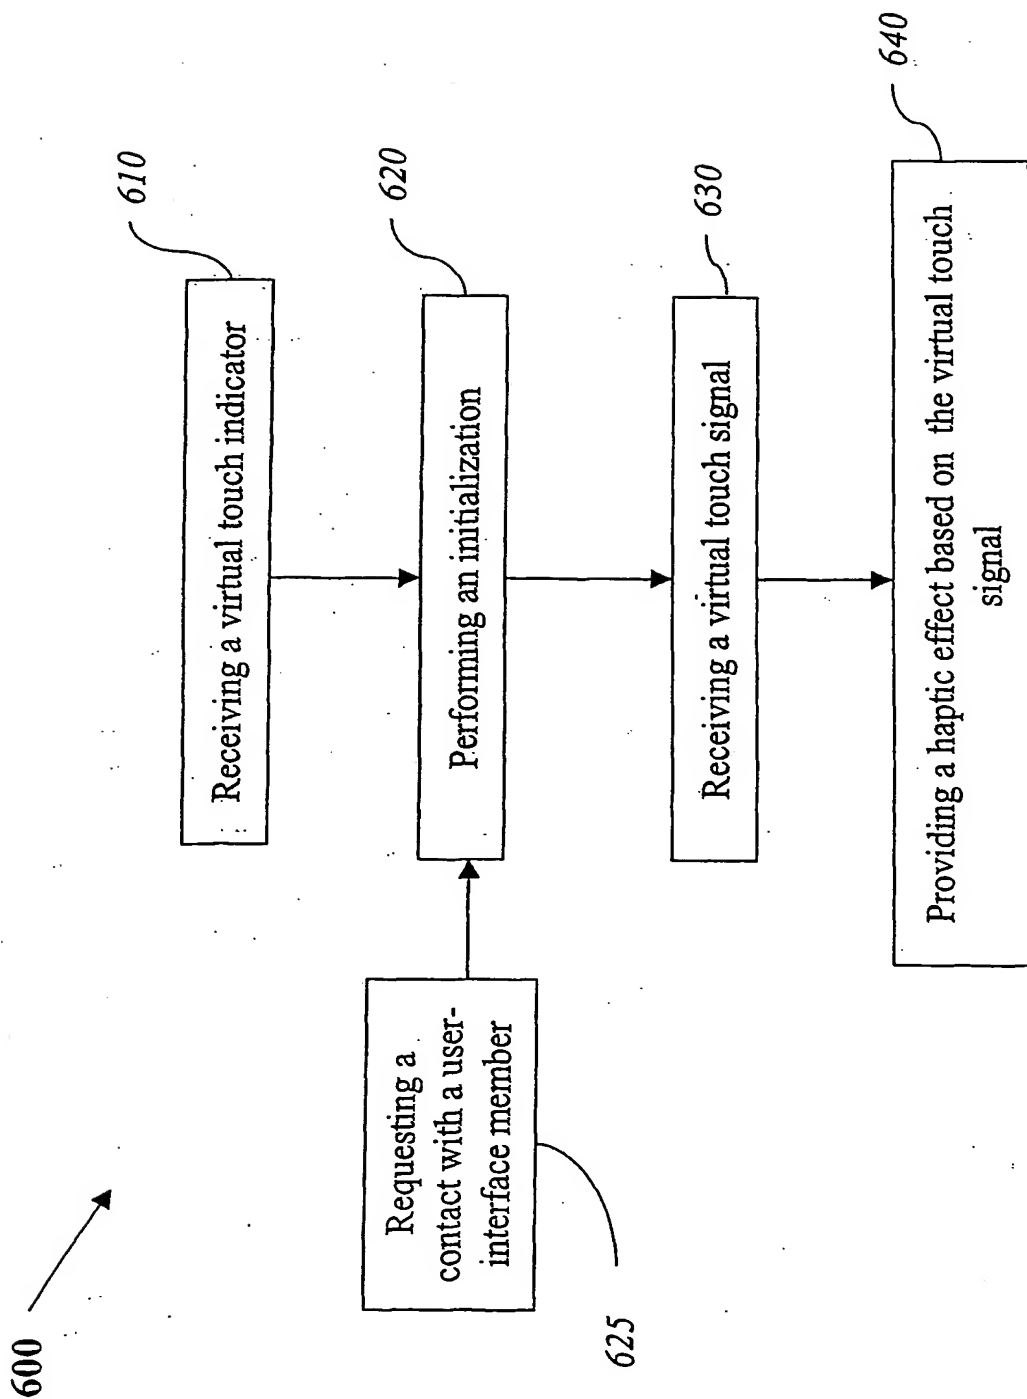 600
610
Receiving a virtual touch indicator
620
Performing an initialization
Requesting a
contact with a user-
interface member
625
630
Receiving a virtual touch signal
640
Providing a haptic effect based on the virtual touch
signal